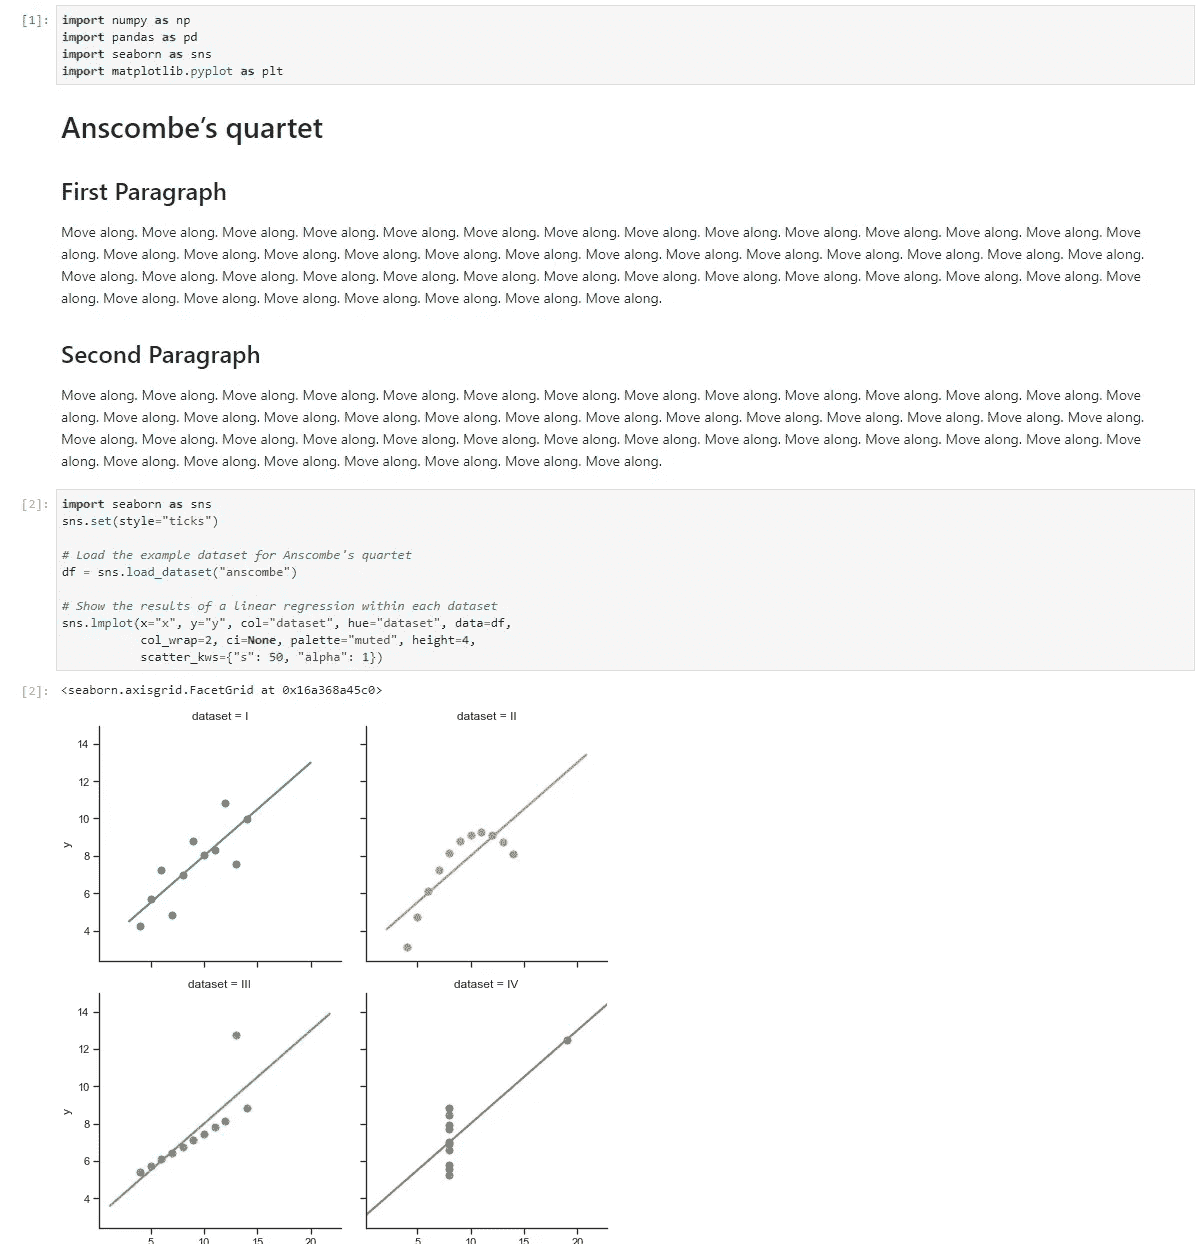 [1]: import numpy as np
import pandas as pd
import seaborn as sns
import matplotlib.pyplot as plt
Anscombe's quartet
First Paragraph
Move along. Move along. Move along. Move along. Move along. Move along. Move along. Move along. Move along. Move along. Move along. Move along. Move along. Move
along. Move along. Move along. Move along. Move along. Move along. Move along. Move along. Move along. Move along. Move along. Move along. Move along. Move along.
Move along. Move along. Move along. Move along. Move along. Move along. Move along. Move along. Move along. Move along. Move along. Move along. Move along. Move
along. Move along. Move along. Move along. Move along. Move along. Move along. Move along.
Second Paragraph
Move along. Move along. Move along. Move along. Move along. Move along. Move along. Move along. Move along. Move along. Move along. Move along. Move along. Move
along. Move along. Move along. Move along. Move along. Move along. Move along. Move along. Move along. Move along. Move along. Move along. Move along. Move along.
Move along. Move along. Move along. Move along. Move along. Move along. Move along. Move along. Move along. Move along. Move along. Move along. Move along. Move
along. Move along. Move along. Move along. Move along. Move along. Move along. Move along.
[2]: import seaborn as sns
sns.set(style="ticks")
# Load the example dataset for Anscombe's quartet
df = sns.load_dataset("anscombe")
# Show the results of a linear regression within each dataset
sns.lmplot(x="x", y="y", col="dataset", hue="dataset", data=df,
col_wrap=2, ci=None, palette="muted", height=4,
scatter_kws={"s": 50, "alpha": 1})
[2]: <seaborn.axisgrid.FacetGrid at 0x16a368a45c0>
dataset = I
dataset = II
14
12
10
8
6
4
y
dataset = III
dataset = IV
14
12
10
8
6
4
y
5 10 15 20
5 10 15 20